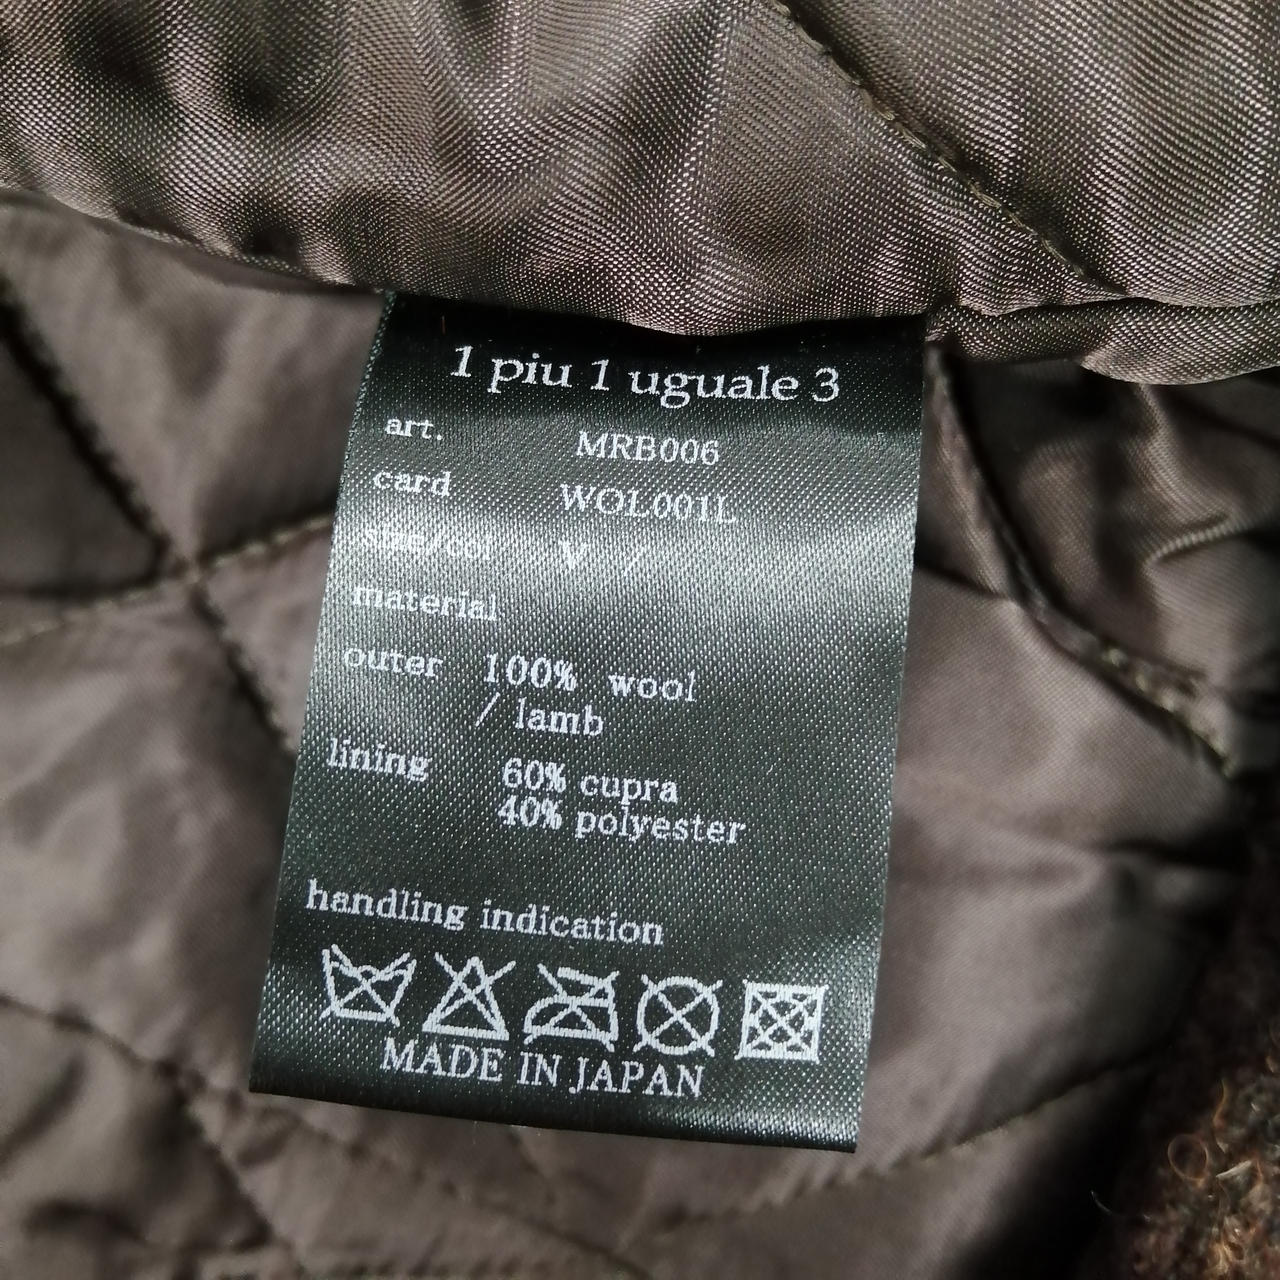 1 piu 1 uguale 3
art. MRB006
card WOL001L
size/col V /
material
outer 100% wool
/ lamb
lining 60% cupra
40% polyester
handling indication
MADE IN JAPAN